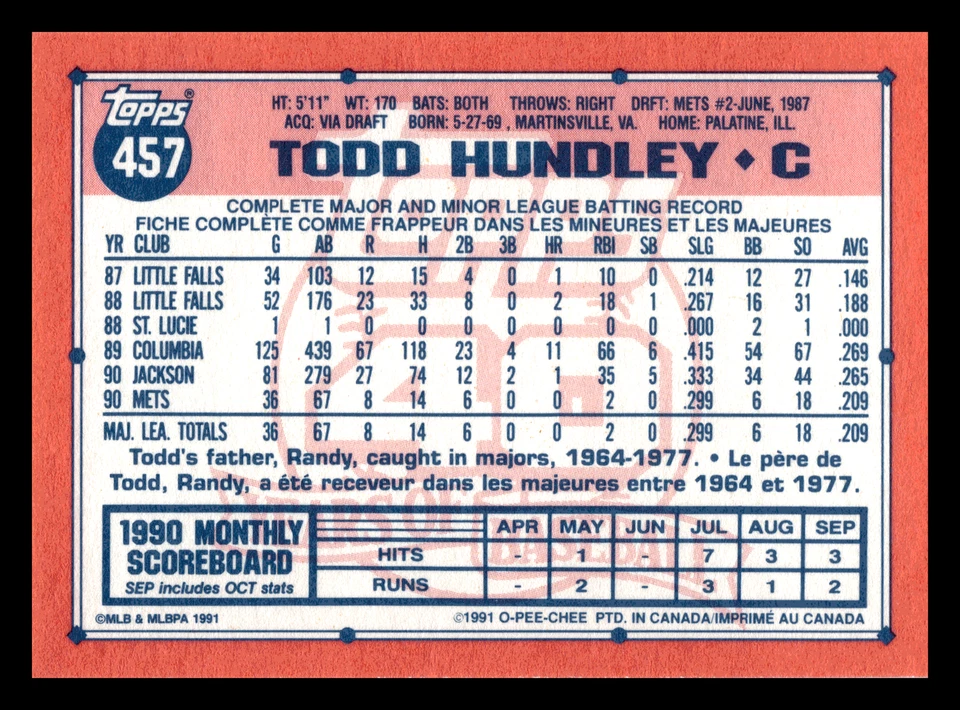 topps®
457
HT: 5'11" WT: 170 BATS: BOTH THROWS: RIGHT DRFT: METS #2-JUNE, 1987
ACQ: VIA DRAFT BORN: 5-27-69 , MARTINSVILLE, VA. HOME: PALATINE, ILL.
TODD HUNDLEY ◆ C
COMPLETE MAJOR AND MINOR LEAGUE BATTING RECORD
FICHE COMPLÈTE COMME FRAPPEUR DANS LES MINEURES ET LES MAJEURES
YR CLUB G AB R H 2B 3B HR RBI SB SLG BB SO AVG
87 LITTLE FALLS 34 103 12 15 4 0 1 10 0 .214 12 27 .146
88 LITTLE FALLS 52 176 23 33 8 0 2 18 1 .267 16 31 .188
88 ST. LUCIE 1 1 0 0 0 0 0 0 0 .000 2 1 .000
89 COLUMBIA 125 439 67 118 23 4 11 66 6 .415 54 67 .269
90 JACKSON 81 279 27 74 12 2 1 35 5 .333 34 44 .265
90 METS 36 67 8 14 6 0 0 2 0 .299 6 18 .209
MAJ. LEA. TOTALS 36 67 8 14 6 0 0 2 0 .299 6 18 .209
Todd's father, Randy, caught in majors, 1964-1977. • Le père de
Todd, Randy, a été receveur dans les majeures entre 1964 et 1977.
topps
40
YEARS OF BASEBALL
1990 MONTHLY
SCOREBOARD
SEP includes OCT stats
APR MAY JUN JUL AUG SEP
HITS - 1 - 7 3 3
RUNS - 2 - 3 1 2
©MLB & MLBPA 1991
©1991 O-PEE-CHEE PTD. IN CANADA/IMPRIMÉ AU CANADA